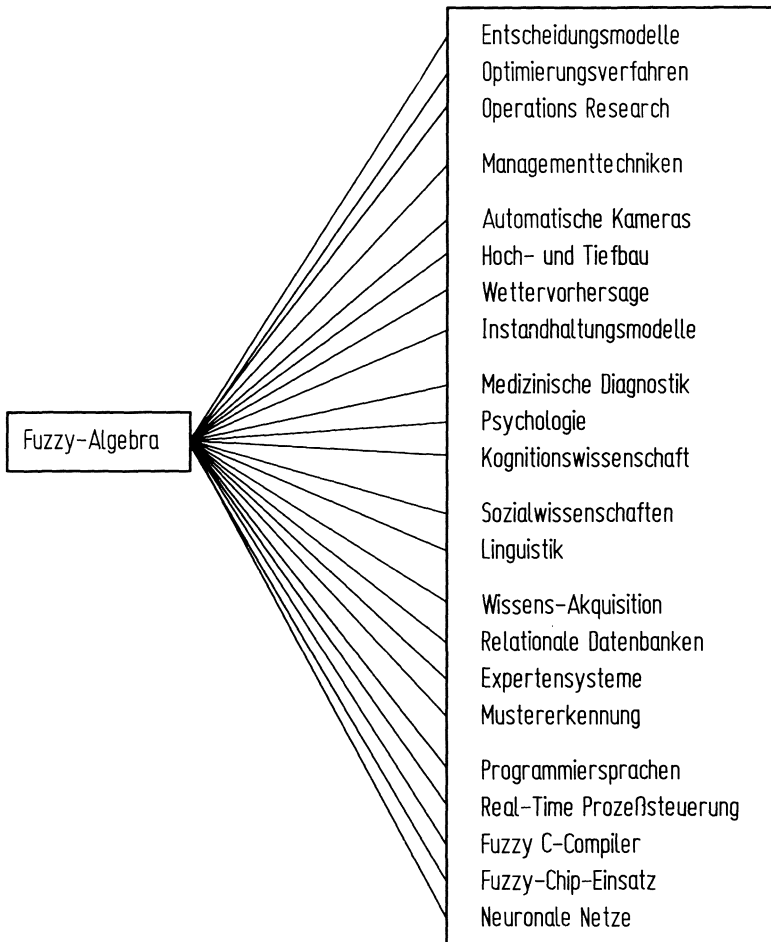 Fuzzy-Algebra
Entscheidungsmodelle
Optimierungsverfahren
Operations Research
Managementtechniken
Automatische Kameras
Hoch- und Tiefbau
Wettervorhersage
Instandhaltungsmodelle
Medizinische Diagnostik
Psychologie
Kognitionswissenschaft
Sozialwissenschaften
Linguistik
Wissens-Akquisition
Relationale Datenbanken
Expertensysteme
Mustererkennung
Programmiersprachen
Real-Time Prozeßsteuerung
Fuzzy C-Compiler
Fuzzy-Chip-Einsatz
Neuronale Netze